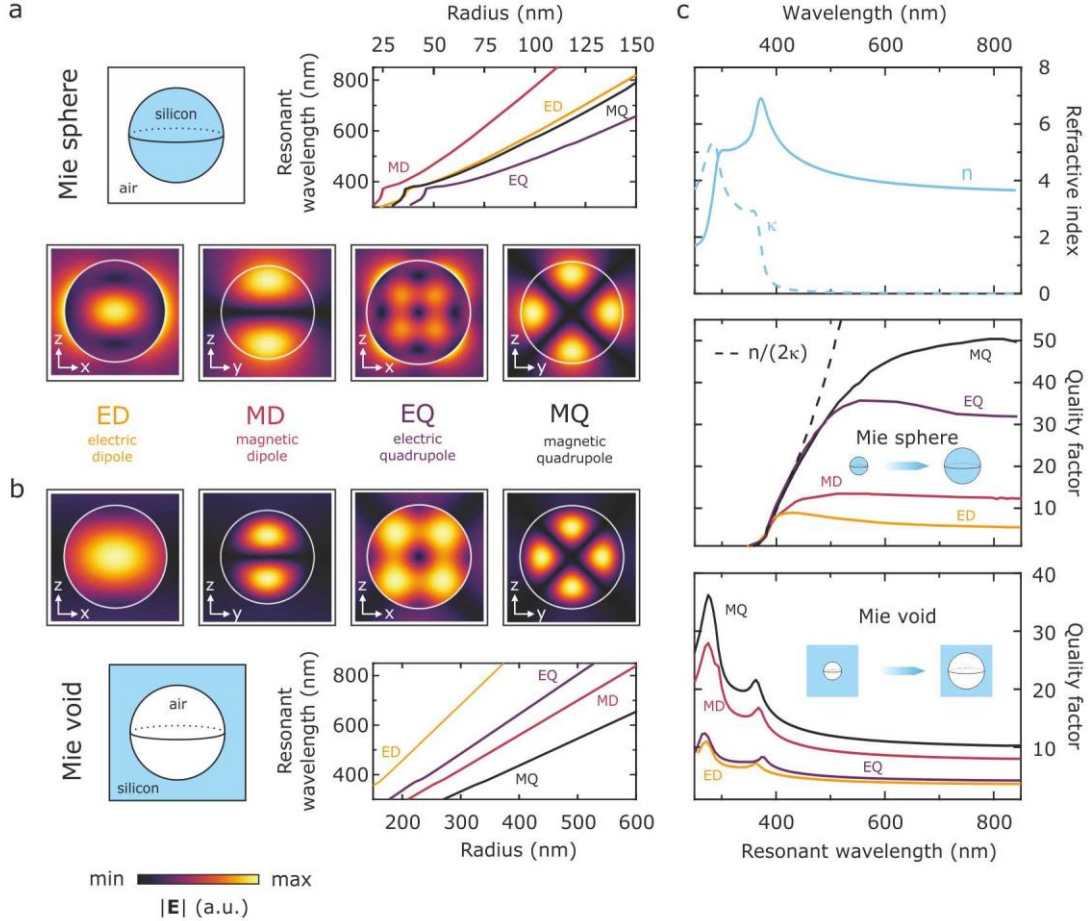 a
Mie sphere
silicon
air
Radius (nm)
25 50 75 100 125 150
Resonant
wavelength (nm)
800
600
400
MD
ED
MQ
EQ
z
x
z
y
z
x
z
y
ED
electric
dipole
MD
magnetic
dipole
EQ
electric
quadrupole
MQ
magnetic
quadrupole
b
z
x
z
y
z
x
z
y
Mie void
air
silicon
Resonant
wavelength (nm)
800
600
400
ED
EQ
MD
MQ
200 300 400 500 600
Radius (nm)
min max
|E| (a.u.)
c
Wavelength (nm)
400 600 800
8
6
4
2
0
Refractive index
n
κ
n/(2κ)
50
40
30
20
10
Quality factor
MQ
EQ
Mie sphere
MD
ED
40
30
20
10
Quality factor
MQ
Mie void
MD
EQ
ED
400 600 800
Resonant wavelength (nm)